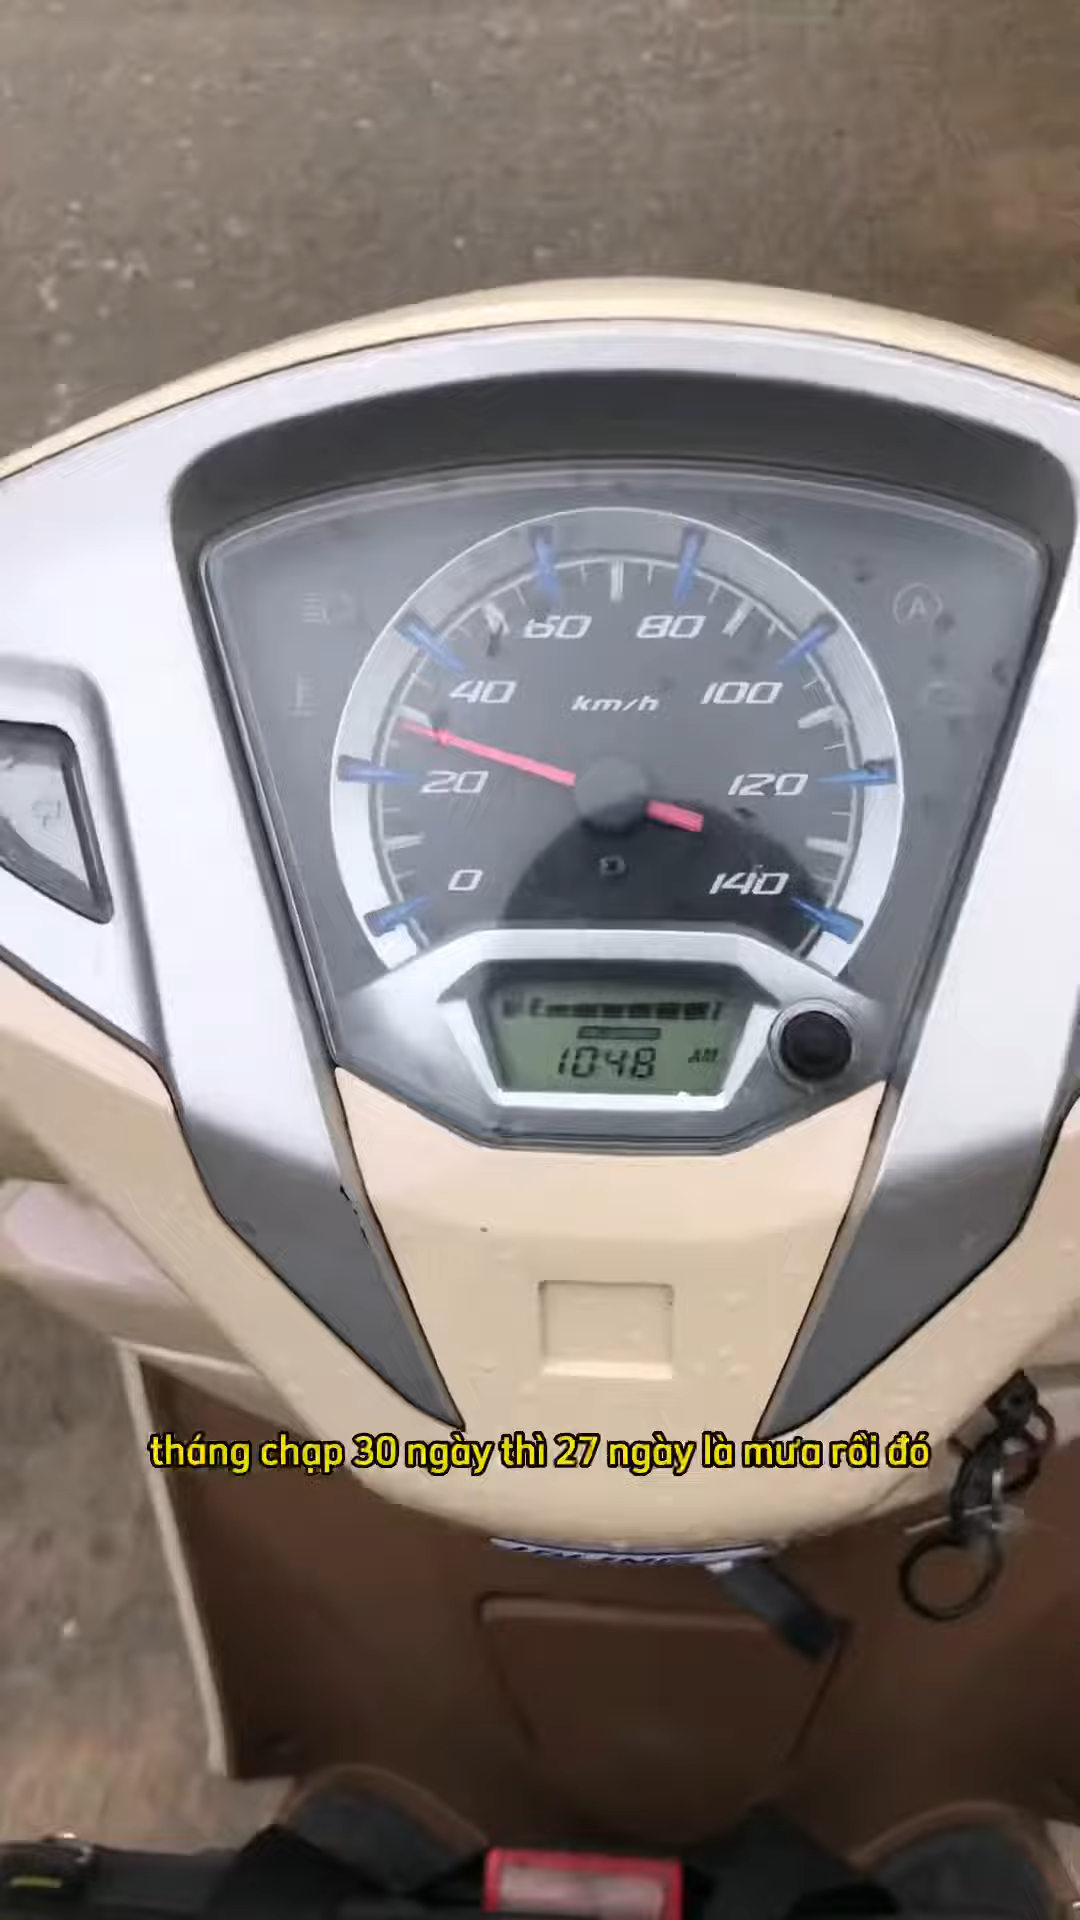 60 80
40 100
km/h
20 120
0 140
A
E
1048 AM
tháng chạp 30 ngày thì 27 ngày là mưa rồi đó